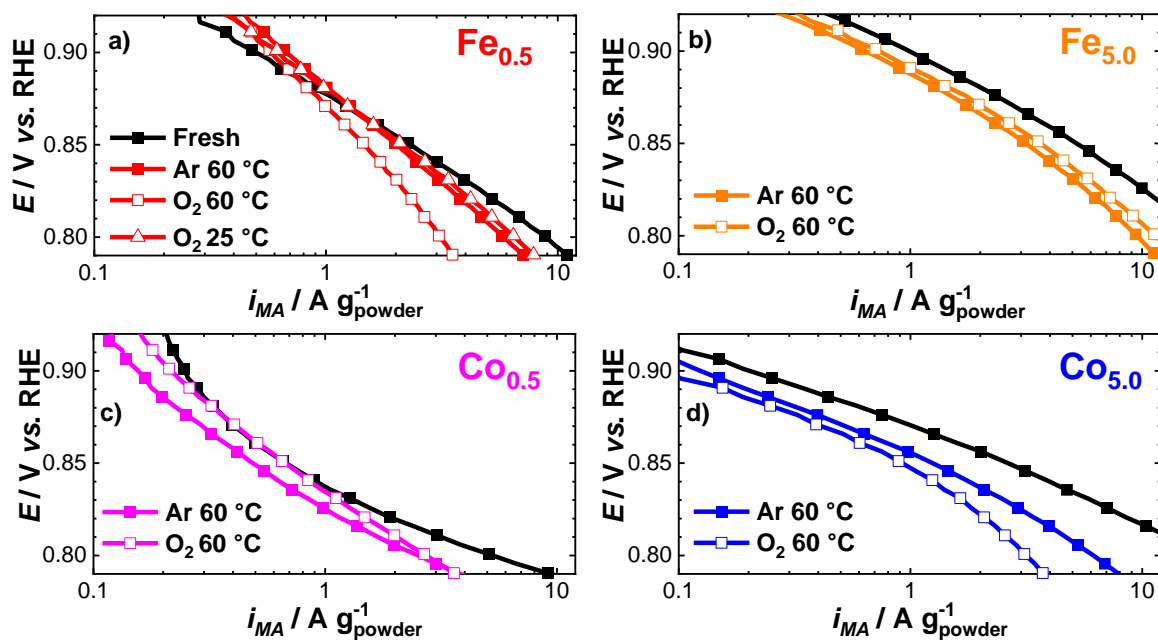 a)
Fe0.5
E / V vs. RHE
0.90
0.85
0.80
Fresh
Ar 60 °C
O2 60 °C
O2 25 °C
0.1 1 10
iMA / A g-1powder
b)
Fe5.0
E / V vs. RHE
0.90
0.85
0.80
Ar 60 °C
O2 60 °C
0.1 1 10
iMA / A g-1powder
c)
Co0.5
E / V vs. RHE
0.90
0.85
0.80
Ar 60 °C
O2 60 °C
0.1 1 10
iMA / A g-1powder
d)
Co5.0
E / V vs. RHE
0.90
0.85
0.80
Ar 60 °C
O2 60 °C
0.1 1 10
iMA / A g-1powder